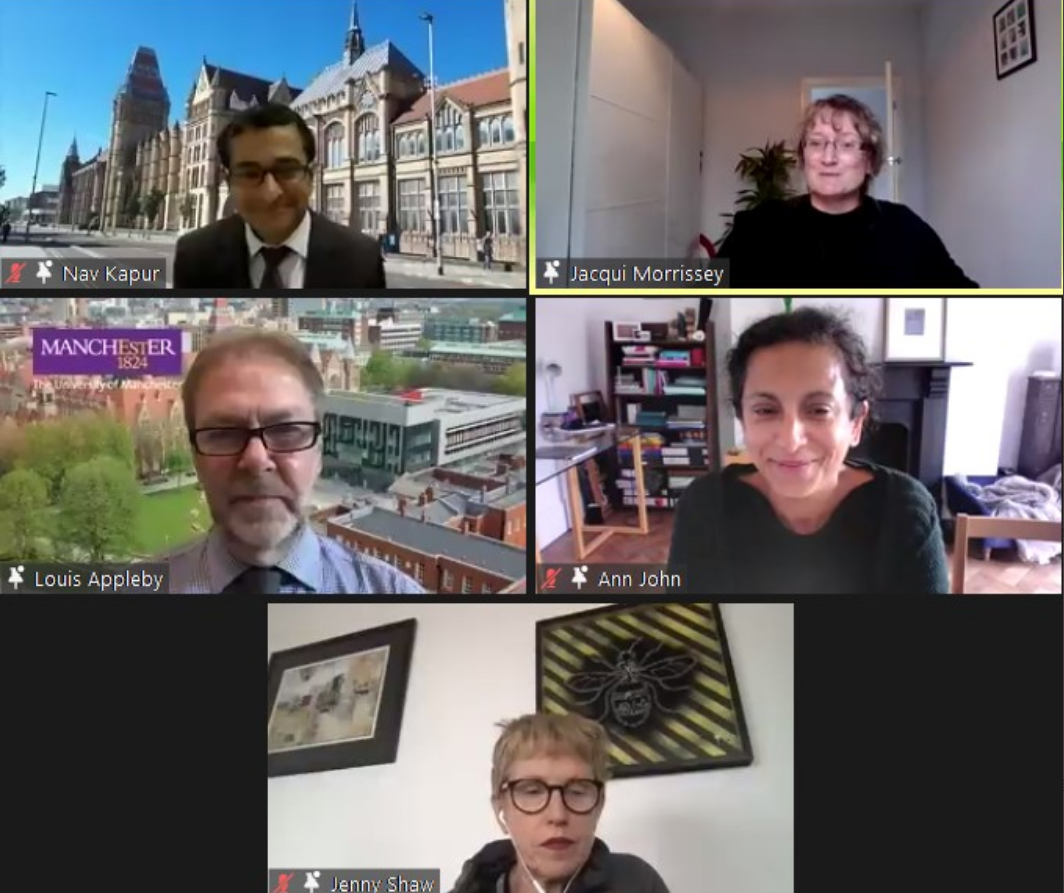 Nav Kapur
Jacqui Morrissey
MANCHESTER
1824
The University of Manchester
Louis Appleby
Ann John
Jenny Shaw